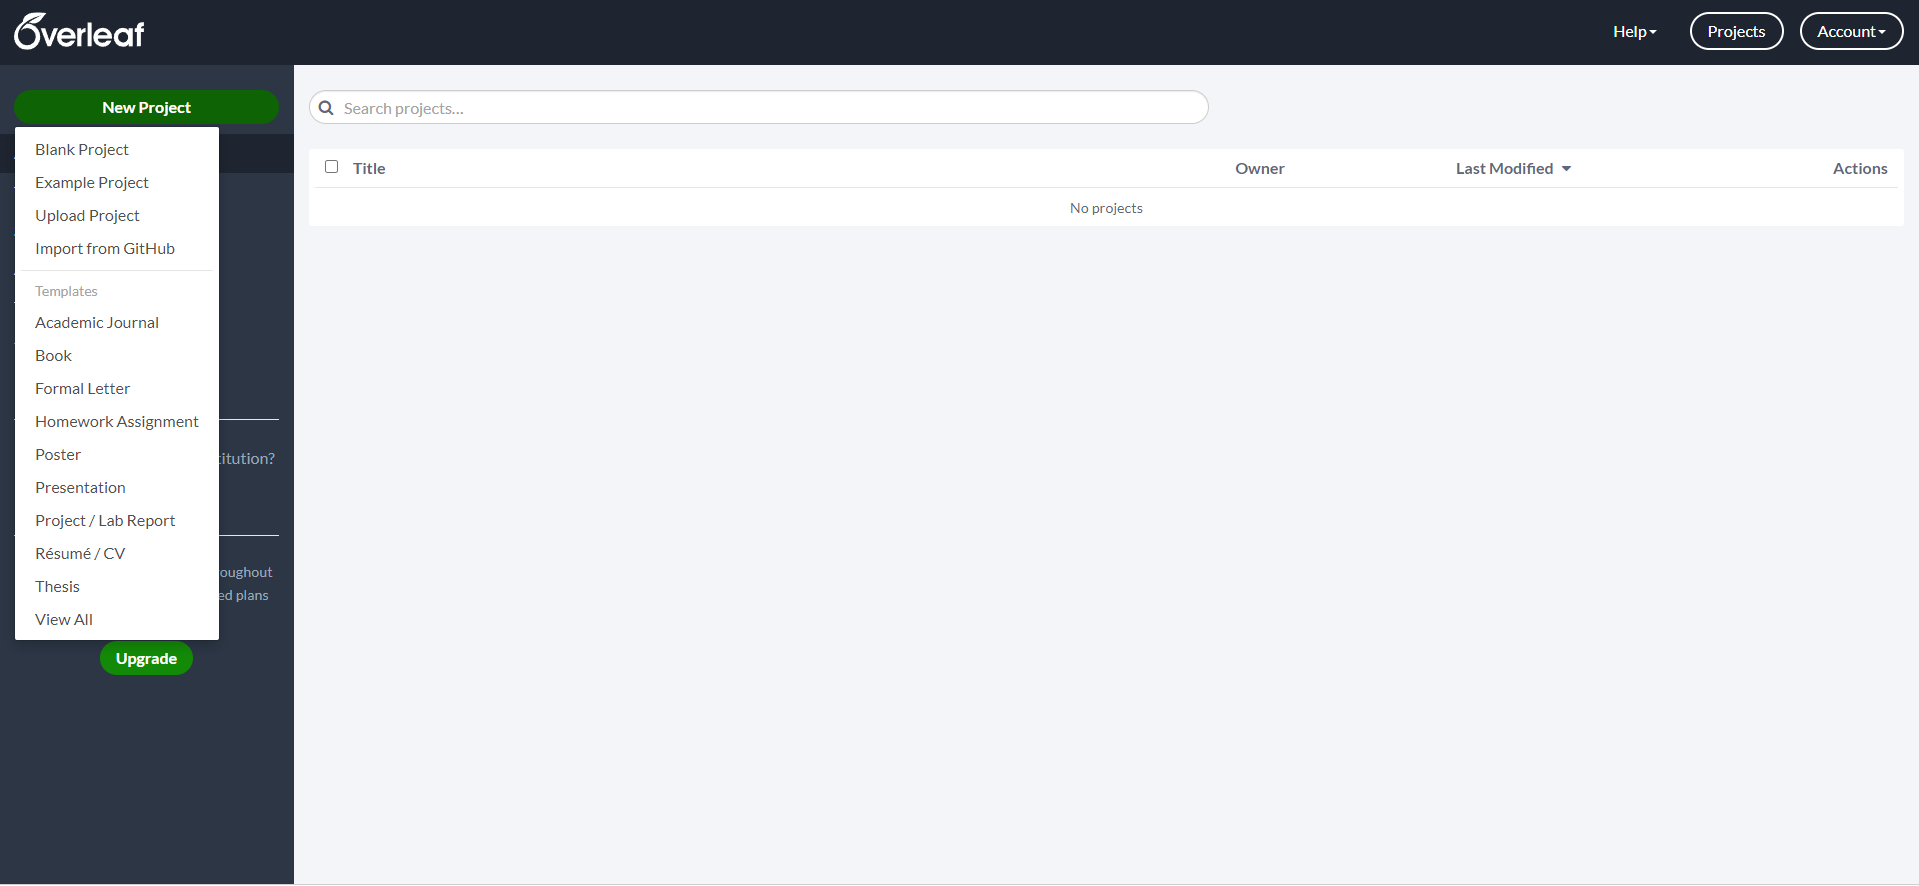 Overleaf
Help
Projects
Account
New Project
Blank Project
Example Project
Upload Project
Import from GitHub
Templates
Academic Journal
Book
Formal Letter
Homework Assignment
Poster
Presentation
Project / Lab Report
Résumé / CV
Thesis
View All
titution?
oughout
ed plans
Upgrade
Search projects...
Title Owner Last Modified Actions
No projects